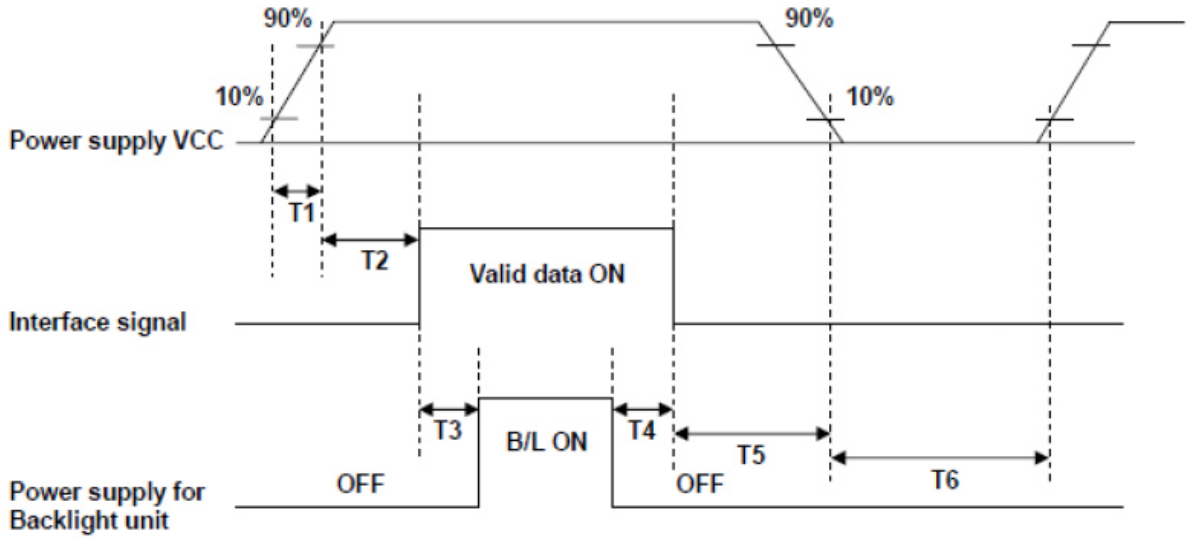 90%
90%
10%
10%
Power supply VCC
T1
T2
Valid data ON
Interface signal
T3
B/L ON
T4
T5
T6
OFF
OFF
Power supply for
Backlight unit